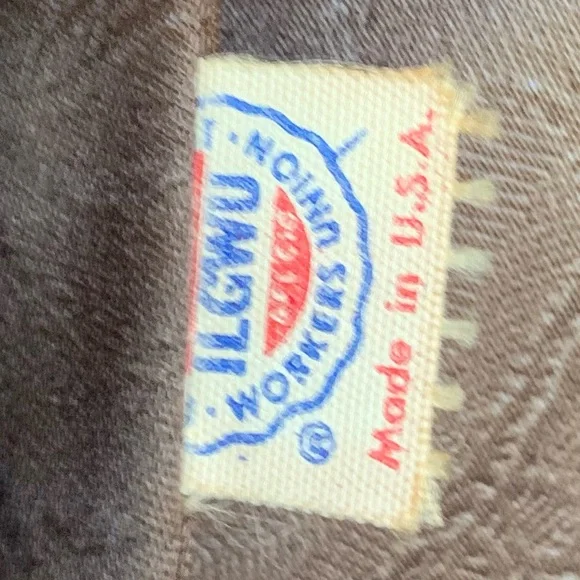 ILGWU
WORKERS UNION ·
®
Made in U.S.A.